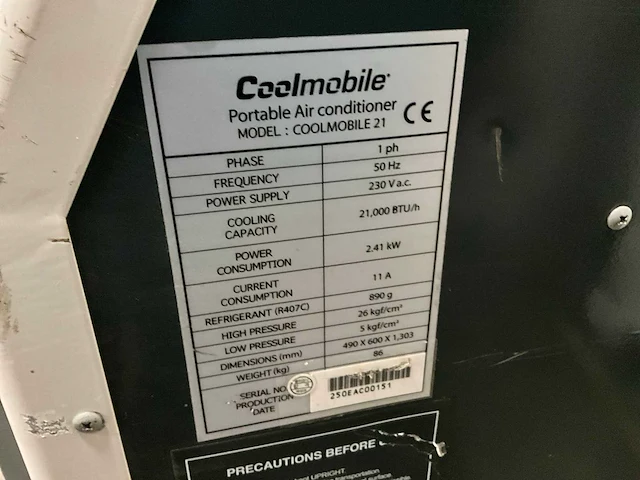 Coolmobile
Portable Air conditioner CE
MODEL : COOLMOBILE 21
PHASE 1 ph
FREQUENCY 50 Hz
POWER SUPPLY 230 V a.c.
COOLING CAPACITY 21,000 BTU/h
POWER CONSUMPTION 2.41 kW
CURRENT CONSUMPTION 11 A
REFRIGERANT (R407C) 890 g
HIGH PRESSURE 26 kgf/cm²
LOW PRESSURE 5 kgf/cm²
DIMENSIONS (mm) 490 X 600 X 1,303
WEIGHT (kg) 86
SERIAL NO.
PRODUCTION DATE
250EAC00151
PRECAUTIONS BEFORE
UPRIGHT.
transportation
surface